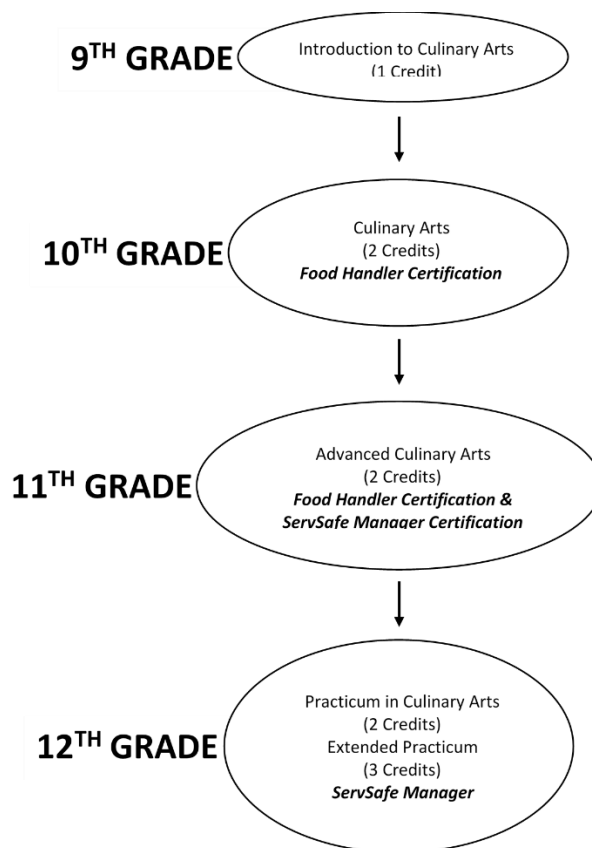 9TH GRADE
Introduction to Culinary Arts
(1 Credit)
10TH GRADE
Culinary Arts
(2 Credits)
Food Handler Certification
11TH GRADE
Advanced Culinary Arts
(2 Credits)
Food Handler Certification &
ServSafe Manager Certification
12TH GRADE
Practicum in Culinary Arts
(2 Credits)
Extended Practicum
(3 Credits)
ServSafe Manager